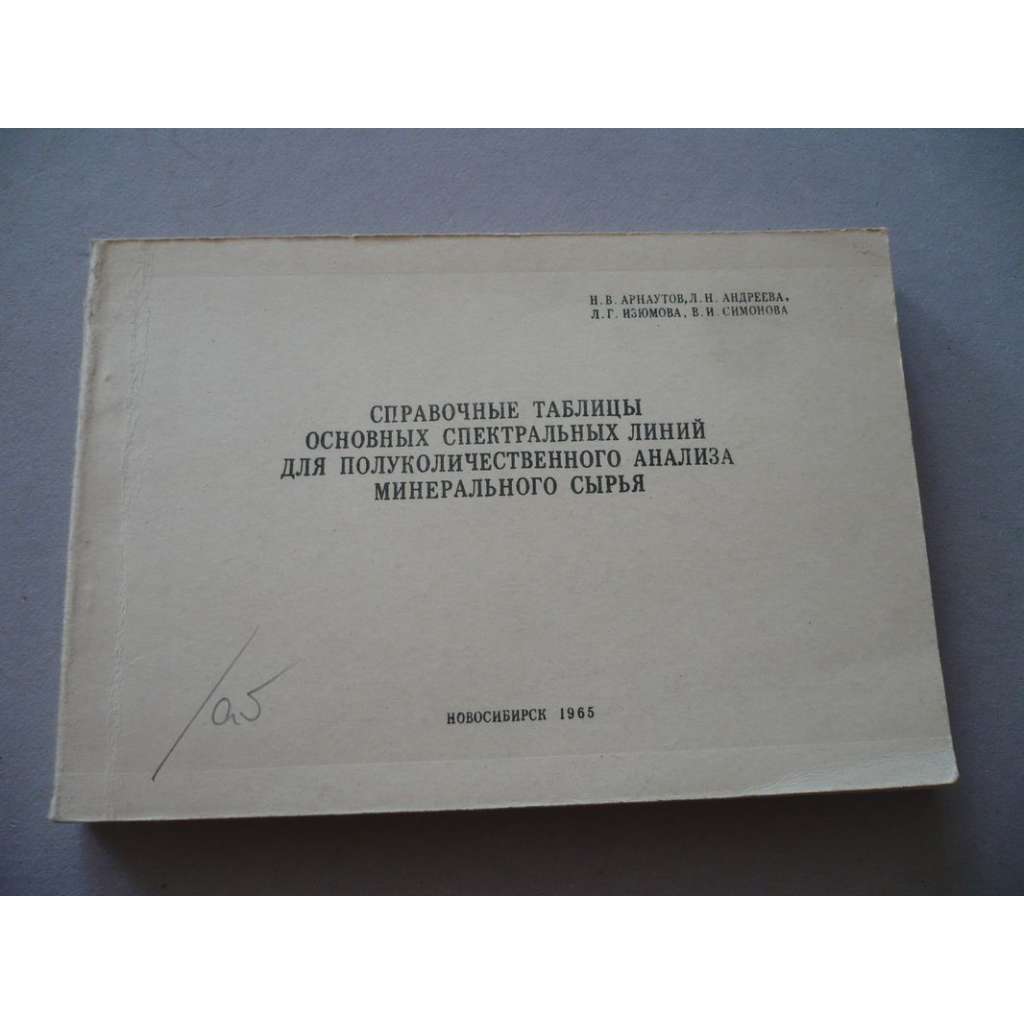 Н. В. АРНАУТОВ, Л. Н. АНДРЕЕВА,
Л. Г. ИЗЮМОВА, В. И. СИМОНОВА
СПРАВОЧНЫЕ ТАБЛИЦЫ
ОСНОВНЫХ СПЕКТРАЛЬНЫХ ЛИНИЙ
ДЛЯ ПОЛУКОЛИЧЕСТВЕННОГО АНАЛИЗА
МИНЕРАЛЬНОГО СЫРЬЯ
НОВОСИБИРСК 1965